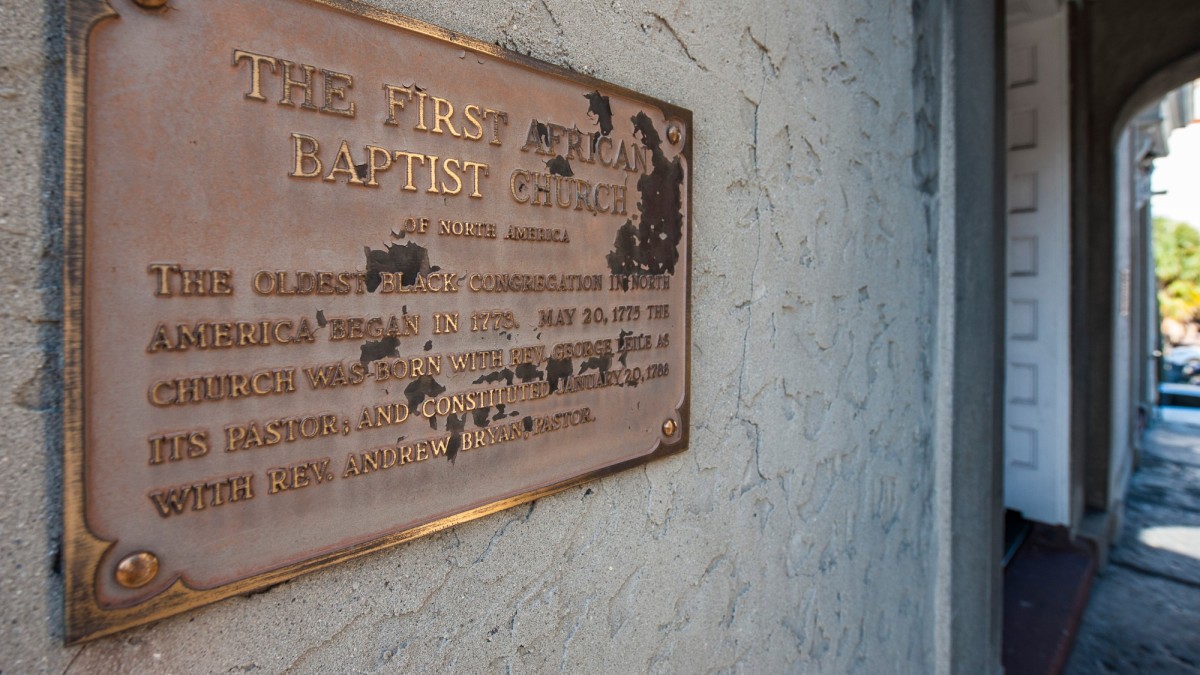 THE FIRST AFRICAN
BAPTIST CHURCH
OF NORTH AMERICA
THE OLDEST BLACK CONGREGATION IN NORTH
AMERICA BEGAN IN 1773. MAY 20, 1775 THE
CHURCH WAS BORN WITH REV. GEORGE LEILE AS
ITS PASTOR; AND CONSTITUTED JANUARY 20, 1788
WITH REV. ANDREW BRYAN, PASTOR.